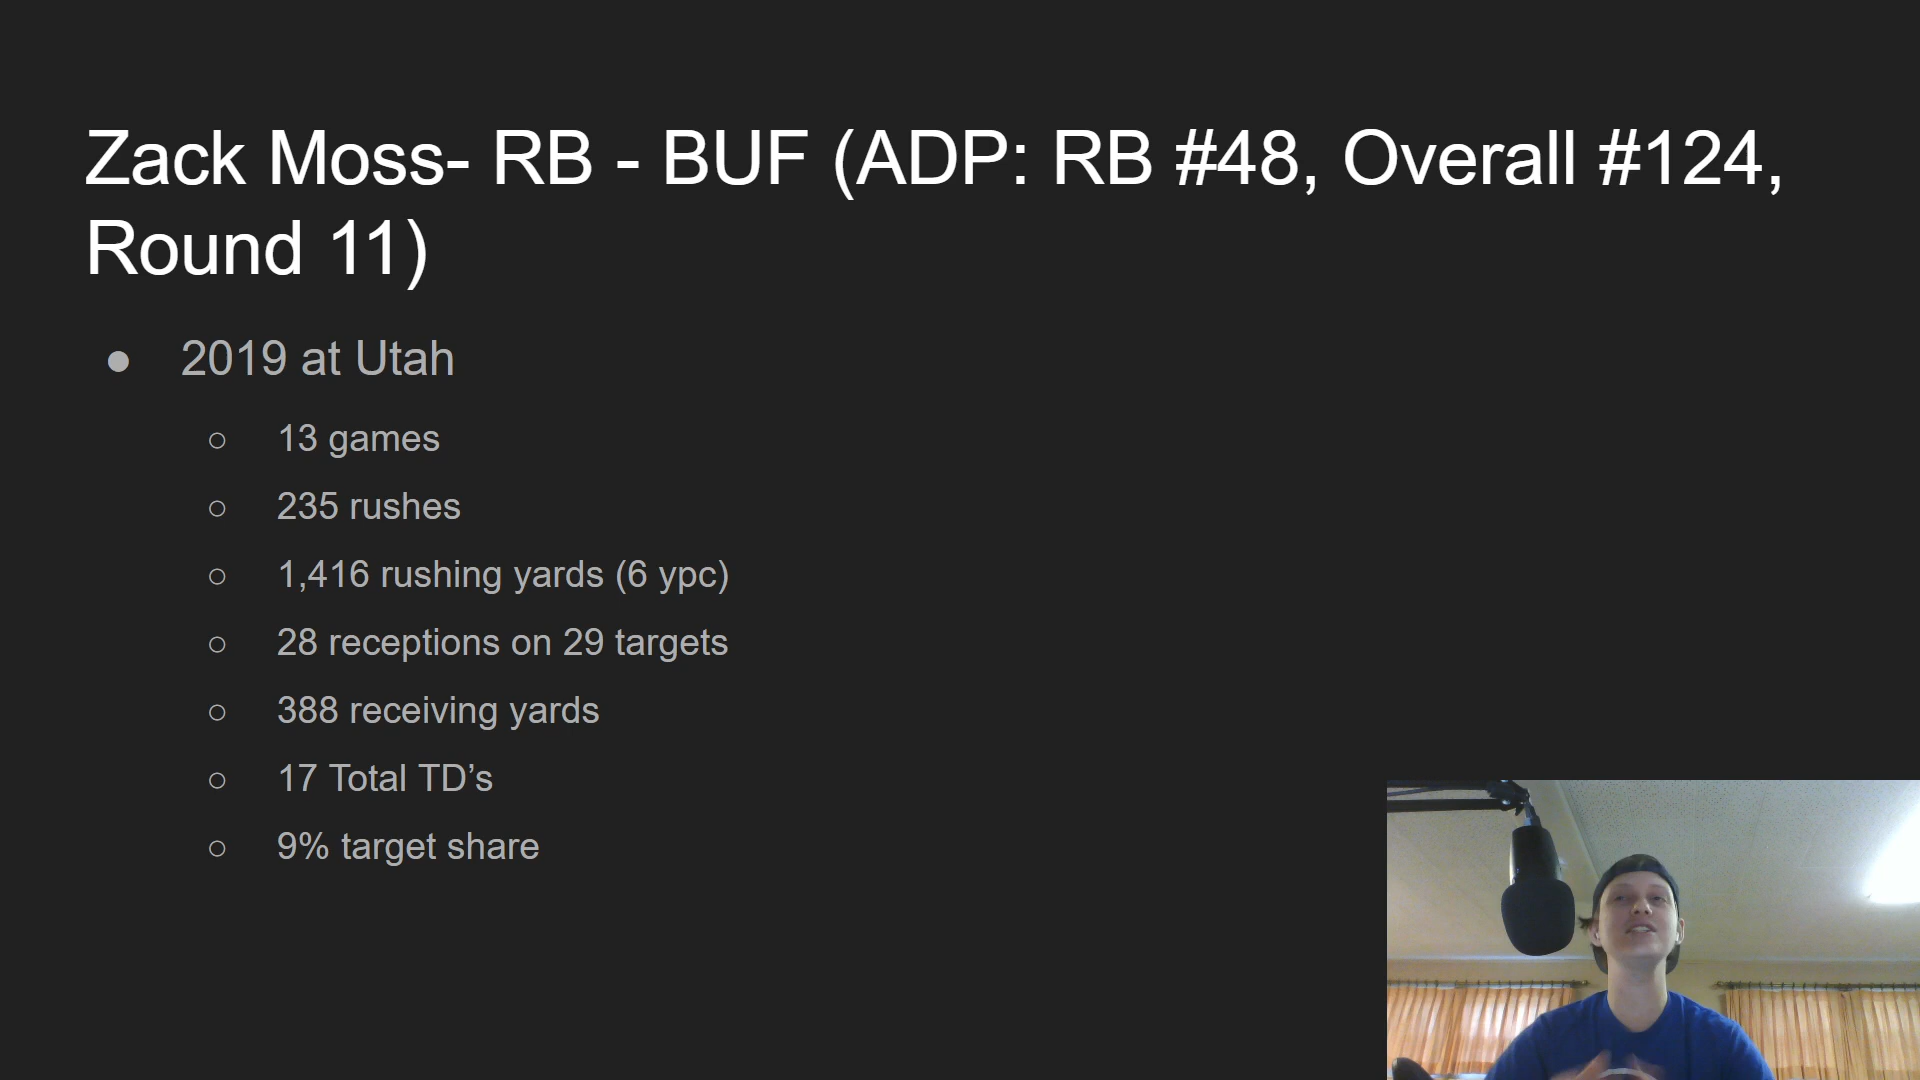 Zack Moss- RB - BUF (ADP: RB #48, Overall #124,
Round 11)
● 2019 at Utah
○ 13 games
○ 235 rushes
○ 1,416 rushing yards (6 ypc)
○ 28 receptions on 29 targets
○ 388 receiving yards
○ 17 Total TD’s
○ 9% target share